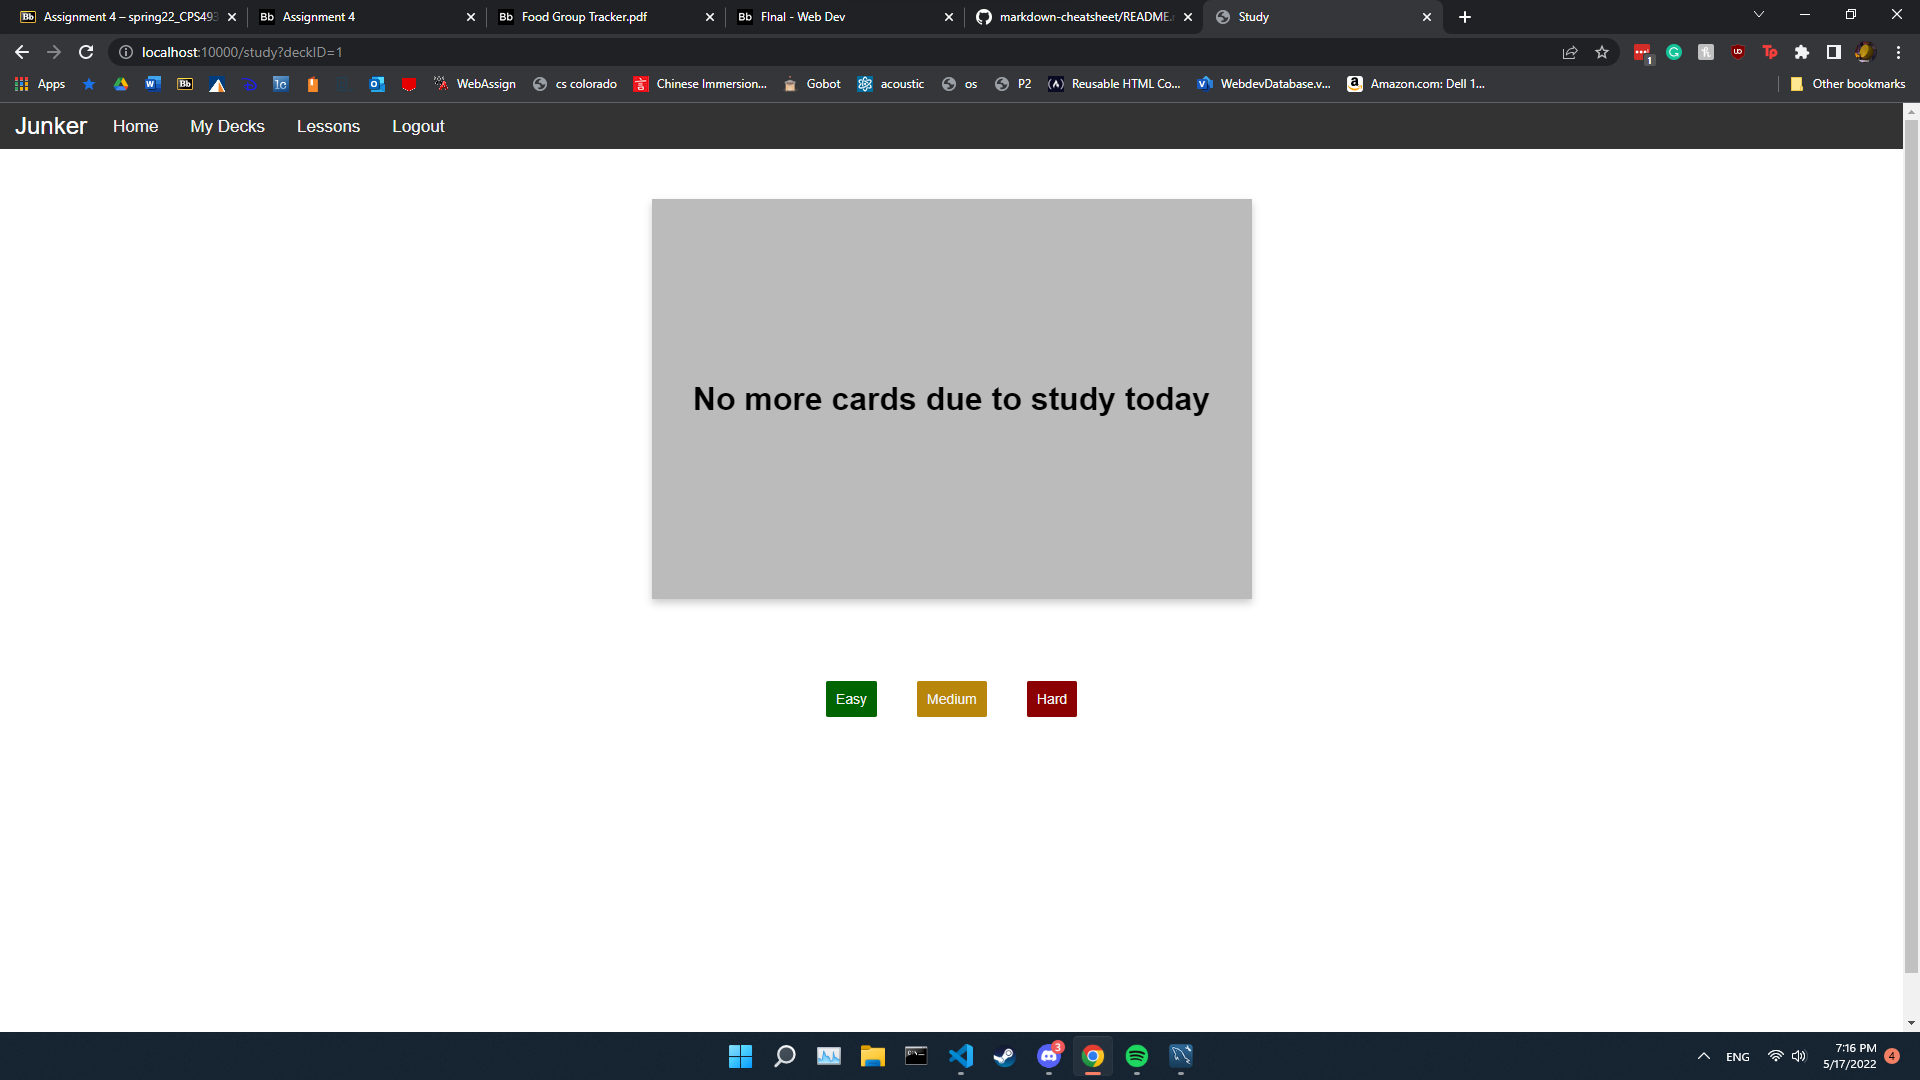 Assignment 4 – spring22_CPS493
Assignment 4
Food Group Tracker.pdf
FInal - Web Dev
markdown-cheatsheet/README.
Study
localhost:10000/study?deckID=1
Apps
WebAssign
cs colorado
Chinese Immersion...
Gobot
acoustic
os
P2
Reusable HTML Co...
WebdevDatabase.v...
Amazon.com: Dell 1...
Other bookmarks
Junker
Home
My Decks
Lessons
Logout
No more cards due to study today
Easy
Medium
Hard
ENG
7:16 PM
5/17/2022
4